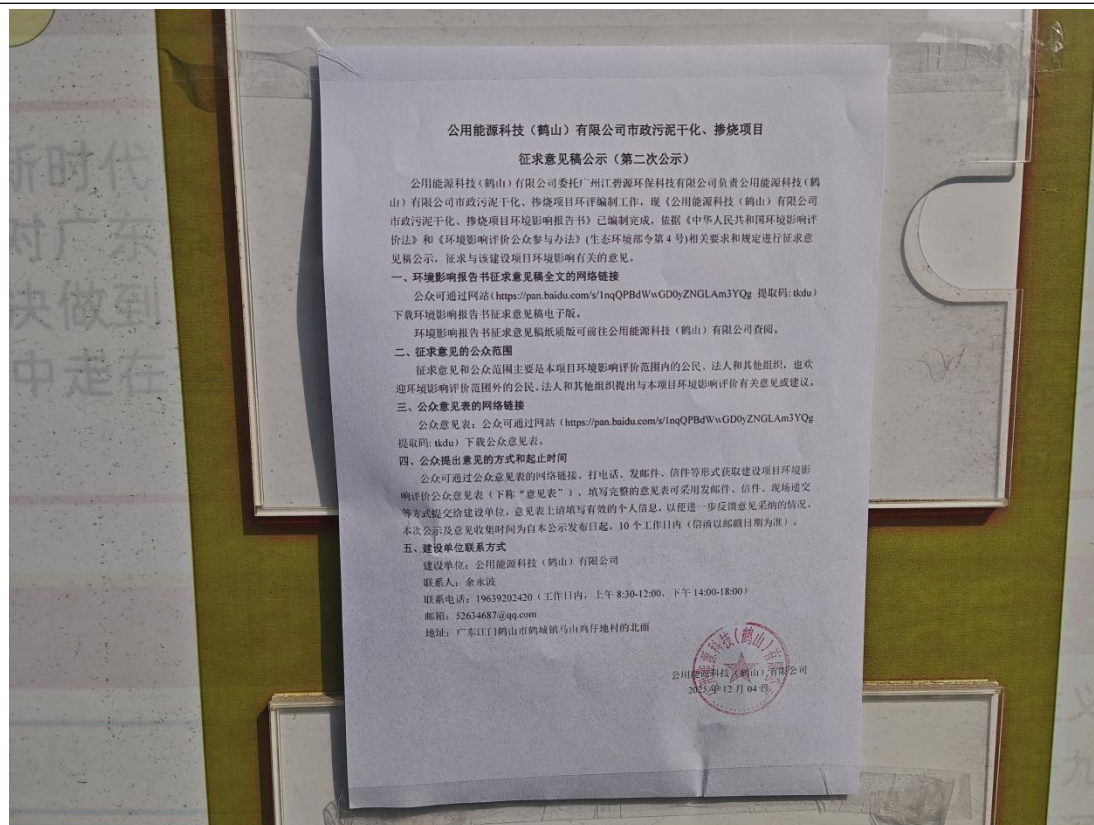 公用能源科技（鹤山）有限公司市政污泥干化、掺烧项目
征求意见稿公示（第二次公示）
公用能源科技（鹤山）有限公司委托广州江碧源环保科技有限公司负责公用能源科技（鹤
山）有限公司市政污泥干化、掺烧项目环评编制工作，现《公用能源科技（鹤山）有限公司
市政污泥干化、掺烧项目环境影响报告书》已编制完成，依据《中华人民共和国环境影响评
价法》和《环境影响评价公众参与办法》(生态环境部令第 4 号)相关要求和规定进行征求意
见稿公示，征求与该建设项目环境影响有关的意见。
一、环境影响报告书征求意见稿全文的网络链接
公众可通过网站（https://pan.baidu.com/s/1nqQPBdWwGD0yZNGLAm3YQg 提取码: tkdu）
下载环境影响报告书征求意见稿电子版。
环境影响报告书征求意见稿纸质版可前往公用能源科技（鹤山）有限公司查阅。
二、征求意见的公众范围
征求意见和公众范围主要是本项目环境影响评价范围内的公民、法人和其他组织，也欢
迎环境影响评价范围外的公民、法人和其他组织提出与本项目环境影响评价有关意见或建议。
三、公众意见表的网络链接
公众意见表：公众可通过网站（https://pan.baidu.com/s/1nqQPBdWwGD0yZNGLAm3YQg
提取码: tkdu）下载公众意见表。
四、公众提出意见的方式和起止时间
公众可通过公众意见表的网络链接、打电话、发邮件、信件等形式获取建设项目环境影
响评价公众意见表（下称“意见表”），填写完整的意见表可采用发邮件、信件、现场递交
等方式提交给建设单位，意见表上请填写有效的个人信息，以便进一步反馈意见采纳的情况。
本次公示及意见收集时间为自本公示发布日起，10 个工作日内（信函以邮戳日期为准）。
五、建设单位联系方式
建设单位：公用能源科技（鹤山）有限公司
联系人：余永波
联系电话：19639202420（工作日内，上午 8:30-12:00，下午 14:00-18:00）
邮箱：52634687@qq.com
地址：广东江门鹤山市鹤城镇马山鸡仔地村的北面
公用能源科技（鹤山）有限公司
2025 年 12 月 04 日
公用能源科技(鹤山)有限公司
新时代
对广东
央做到
中走在
义
九